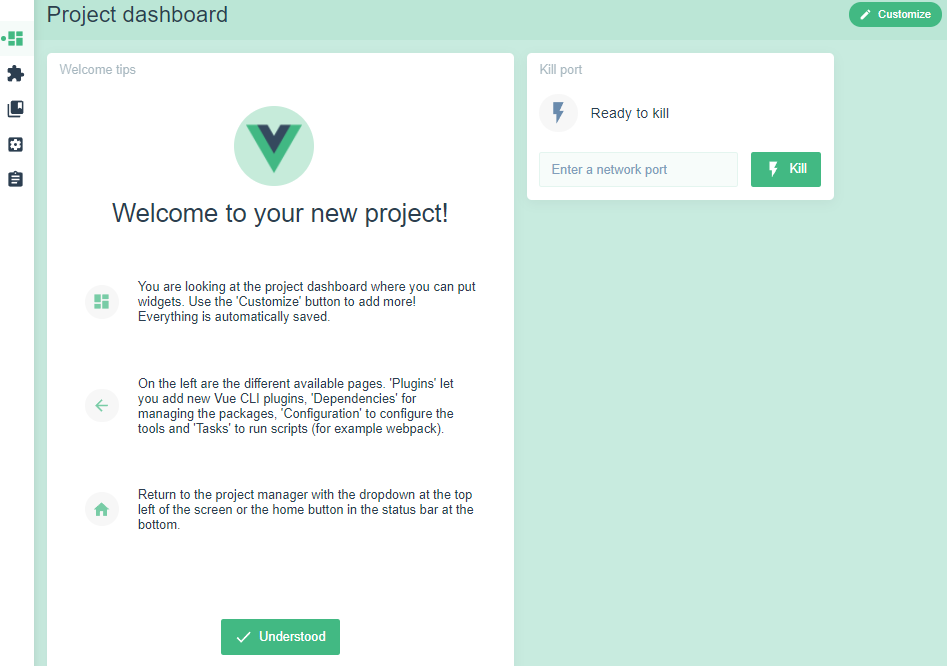 Project dashboard
Customize
Welcome tips
Welcome to your new project!
You are looking at the project dashboard where you can put
widgets. Use the 'Customize' button to add more!
Everything is automatically saved.
On the left are the different available pages. 'Plugins' let
you add new Vue CLI plugins, 'Dependencies' for
managing the packages, 'Configuration' to configure the
tools and 'Tasks' to run scripts (for example webpack).
Return to the project manager with the dropdown at the top
left of the screen or the home button in the status bar at the
bottom.
Understood
Kill port
Ready to kill
Enter a network port
Kill